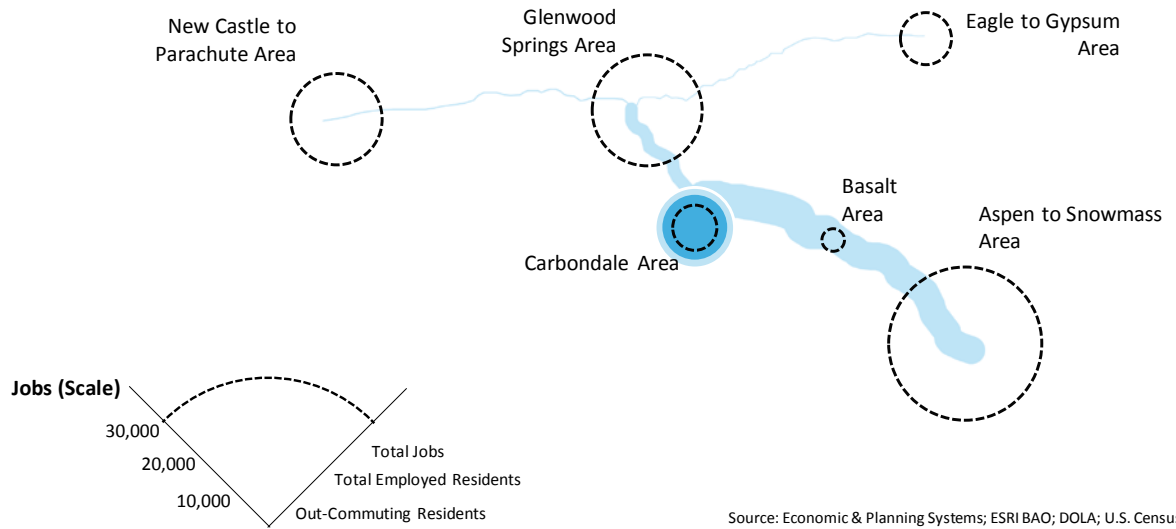 New Castle to
Parachute Area
Glenwood
Springs Area
Eagle to Gypsum
Area
Basalt
Area
Aspen to Snowmass
Area
Carbondale Area
Jobs (Scale)
30,000
20,000
10,000
Total Jobs
Total Employed Residents
Out-Commuting Residents
Source: Economic & Planning Systems; ESRI BAO; DOLA; U.S. Censu